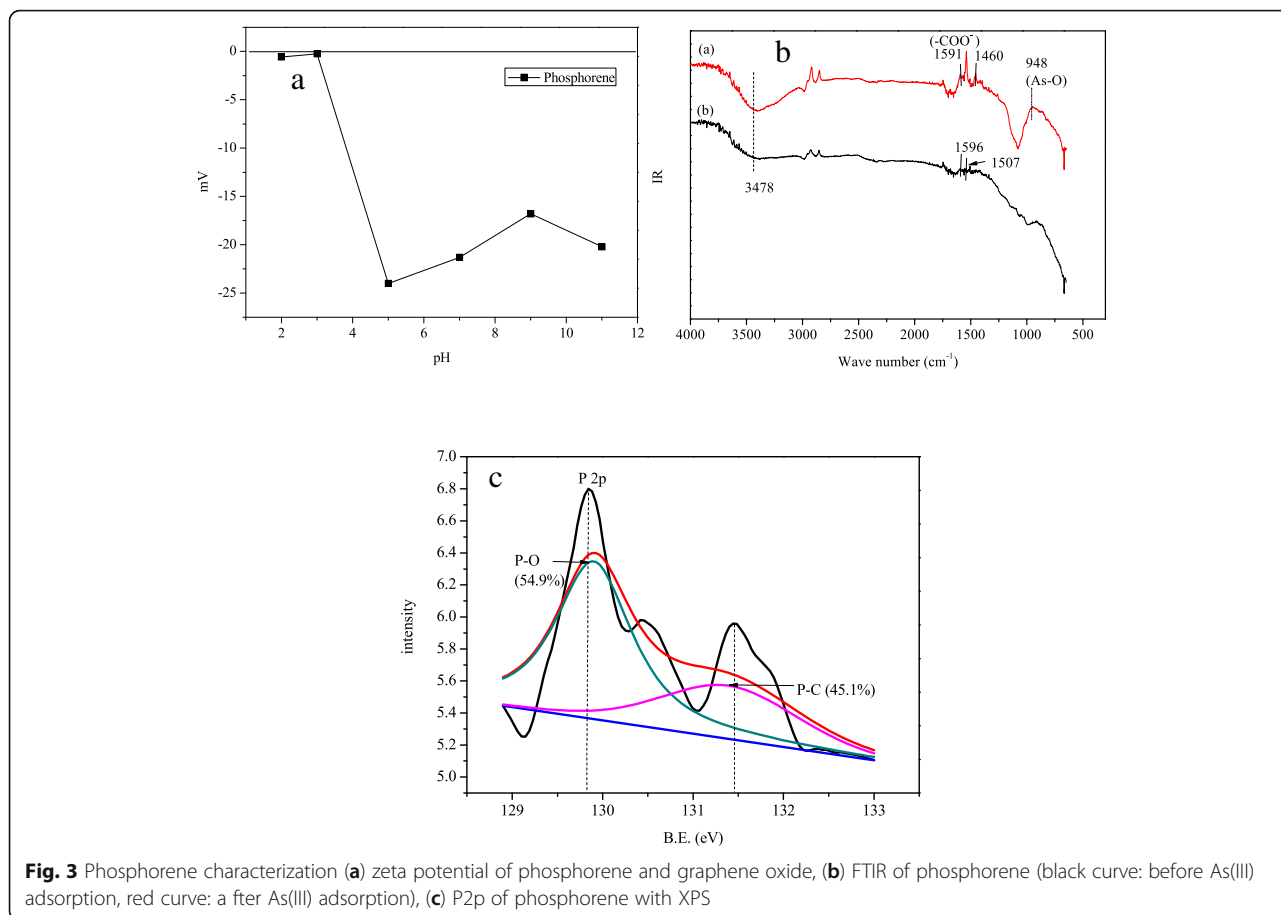 0
-5
-10
-15
-20
-25
mV
a
Phosphorene
2 4 6 8 10 12
pH
(a)
b
(-COO⁻)
1591 1460
948
(As-O)
(b)
1596
1507
3478
IR
4000 3500 3000 2500 2000 1500 1000 500
Wave number (cm⁻¹)
7.0
6.8
6.6
6.4
6.2
6.0
5.8
5.6
5.4
5.2
5.0
intensity
c
P 2p
P-O
(54.9%)
P-C (45.1%)
129 130 131 132 133
B.E. (eV)
Fig. 3 Phosphorene characterization (a) zeta potential of phosphorene and graphene oxide, (b) FTIR of phosphorene (black curve: before As(III)
adsorption, red curve: a fter As(III) adsorption), (c) P2p of phosphorene with XPS